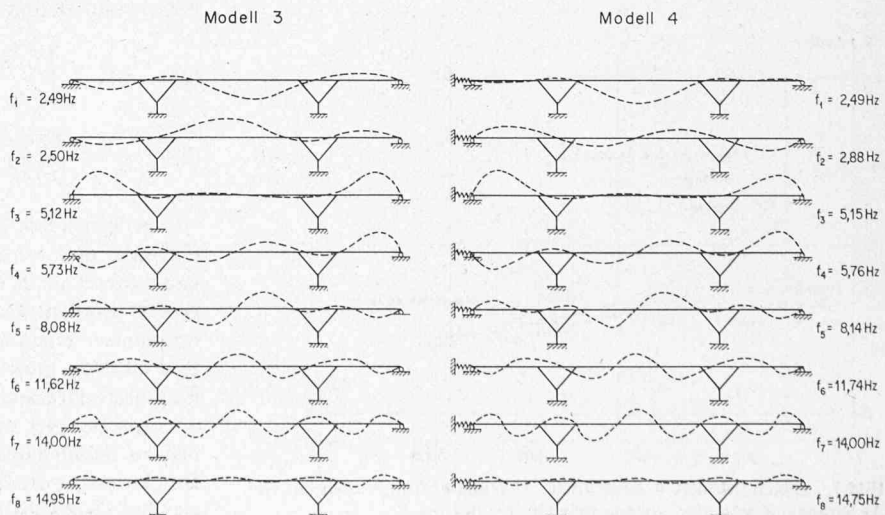 Modell 3
f₁ = 2,49Hz
f₂ = 2,50Hz
f₃ = 5,12Hz
f₄ = 5,73Hz
f₅ = 8,08Hz
f₆ = 11,62Hz
f₇ = 14,00Hz
f₈ = 14,95Hz
Modell 4
f₁ = 2,49Hz
f₂ = 2,88Hz
f₃ = 5,15Hz
f₄ = 5,76Hz
f₅ = 8,14Hz
f₆ = 11,74Hz
f₇ = 14,00Hz
f₈ = 14,75Hz